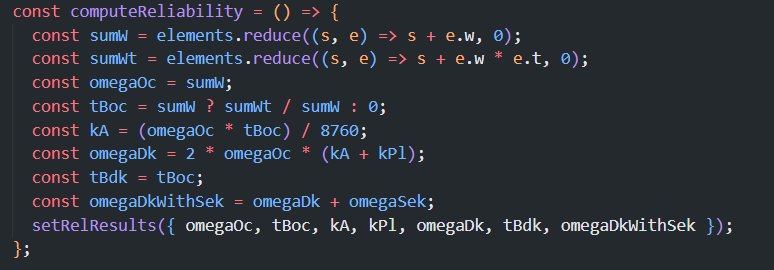 const computeReliability = () => {
const sumW = elements.reduce((s, e) => s + e.w, 0);
const sumWt = elements.reduce((s, e) => s + e.w * e.t, 0);
const omegaOc = sumW;
const tBoc = sumW ? sumWt / sumW : 0;
const kA = (omegaOc * tBoc) / 8760;
const omegaDk = 2 * omegaOc * (kA + kPl);
const tBdk = tBoc;
const omegaDkWithSek = omegaDk + omegaSek;
setRelResults({ omegaOc, tBoc, kA, kPl, omegaDk, tBdk, omegaDkWithSek });
};